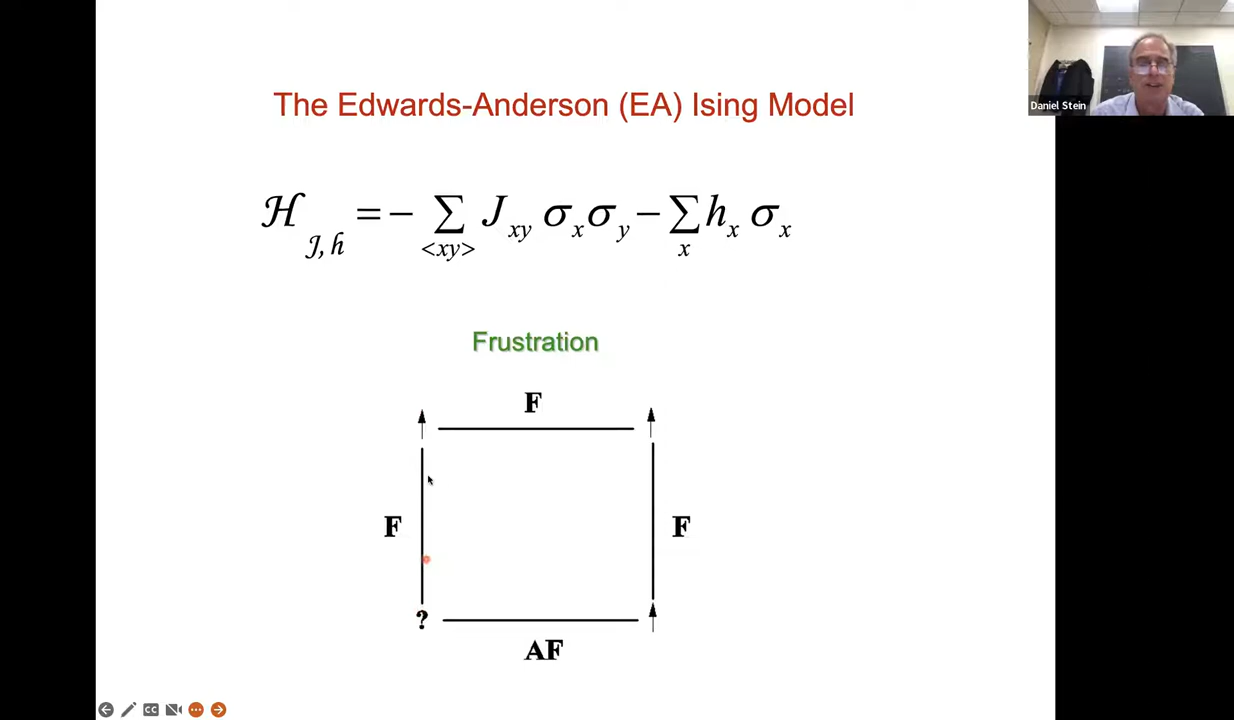 The Edwards-Anderson (EA) Ising Model
Daniel Stein
ℋ_{J,h} = − ∑_{<xy>} J_{xy} σ_x σ_y − ∑_x h_x σ_x
Frustration
F
F F
?
AF
CC